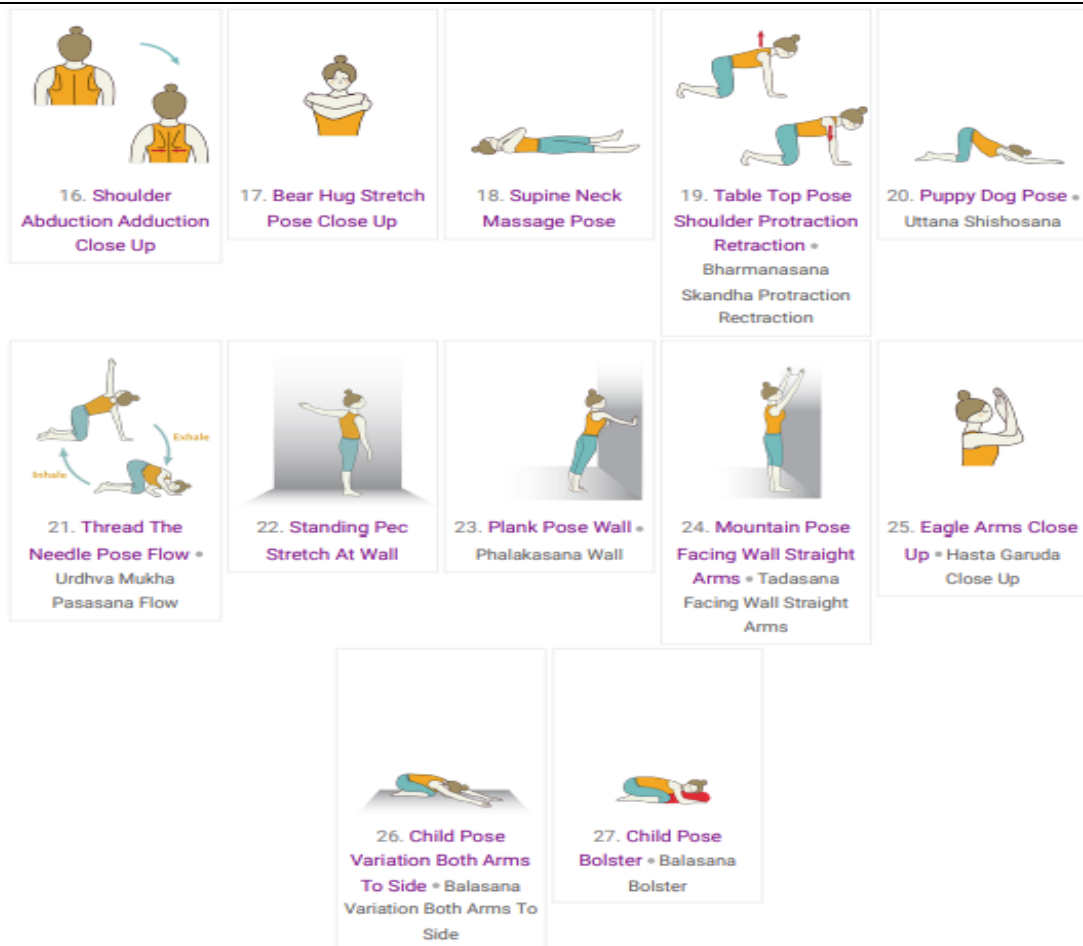 16. Shoulder
Abduction Adduction
Close Up
17. Bear Hug Stretch
Pose Close Up
18. Supine Neck
Massage Pose
19. Table Top Pose
Shoulder Protraction
Retraction •
Bharmanasana
Skandha Protraction
Rectraction
20. Puppy Dog Pose •
Uttana Shishosana
Exhale
Inhale
21. Thread The
Needle Pose Flow •
Urdhva Mukha
Pasasana Flow
22. Standing Pec
Stretch At Wall
23. Plank Pose Wall •
Phalakasana Wall
24. Mountain Pose
Facing Wall Straight
Arms • Tadasana
Facing Wall Straight
Arms
25. Eagle Arms Close
Up • Hasta Garuda
Close Up
26. Child Pose
Variation Both Arms
To Side • Balasana
Variation Both Arms To
Side
27. Child Pose
Bolster • Balasana
Bolster